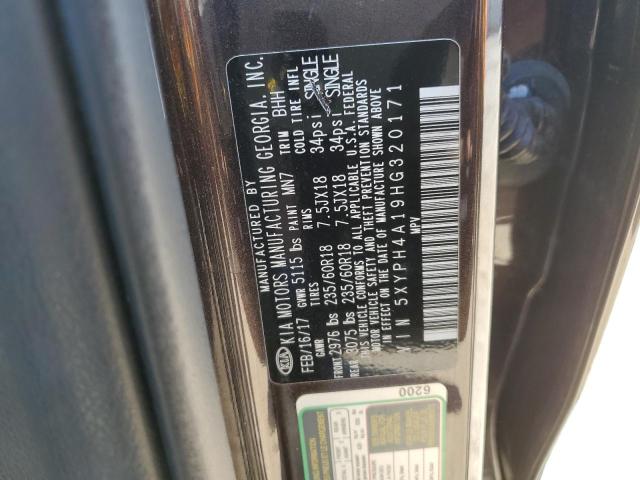 MANUFACTURED BY
KIA KIA MOTORS MANUFACTURING GEORGIA, INC.
FEB/16/17 GVWR 5115 lbs PAINT MN7 TRIM BHH
GAWR TIRES RIMS COLD TIRE INFL
FRONT 2976 lbs 235/60R18 7.5JX18 34psi SINGLE
REAR 3075 lbs 235/60R18 7.5JX18 34psi SINGLE
THIS VEHICLE CONFORMS TO ALL APPLICABLE U.S.A. FEDERAL
MOTOR VEHICLE SAFETY AND THEFT PREVENTION STANDARDS
IN EFFECT ON THE DATE OF MANUFACTURE SHOWN ABOVE
VIN 5XYPH4A19HG320171
MPV
6200